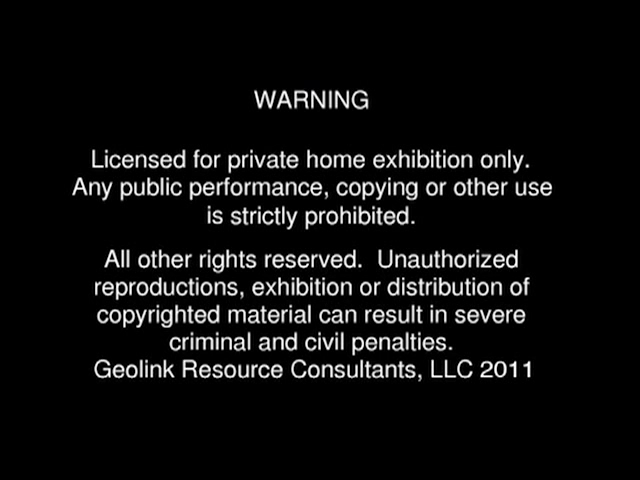 WARNING
Licensed for private home exhibition only.
Any public performance, copying or other use
is strictly prohibited.
All other rights reserved.  Unauthorized
reproductions, exhibition or distribution of
copyrighted material can result in severe
criminal and civil penalties.
Geolink Resource Consultants, LLC 2011